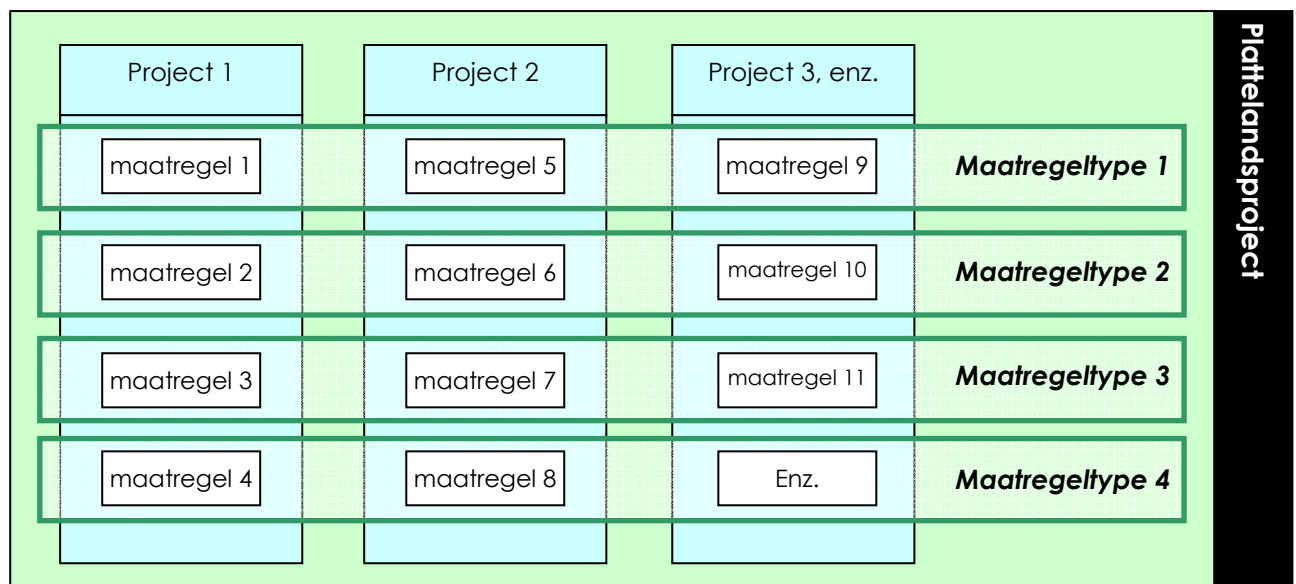 Project 1
Project 2
Project 3, enz.
maatregel 1
maatregel 5
maatregel 9
Maatregeltype 1
maatregel 2
maatregel 6
maatregel 10
Maatregeltype 2
maatregel 3
maatregel 7
maatregel 11
Maatregeltype 3
maatregel 4
maatregel 8
Enz.
Maatregeltype 4
Plattelandsproject